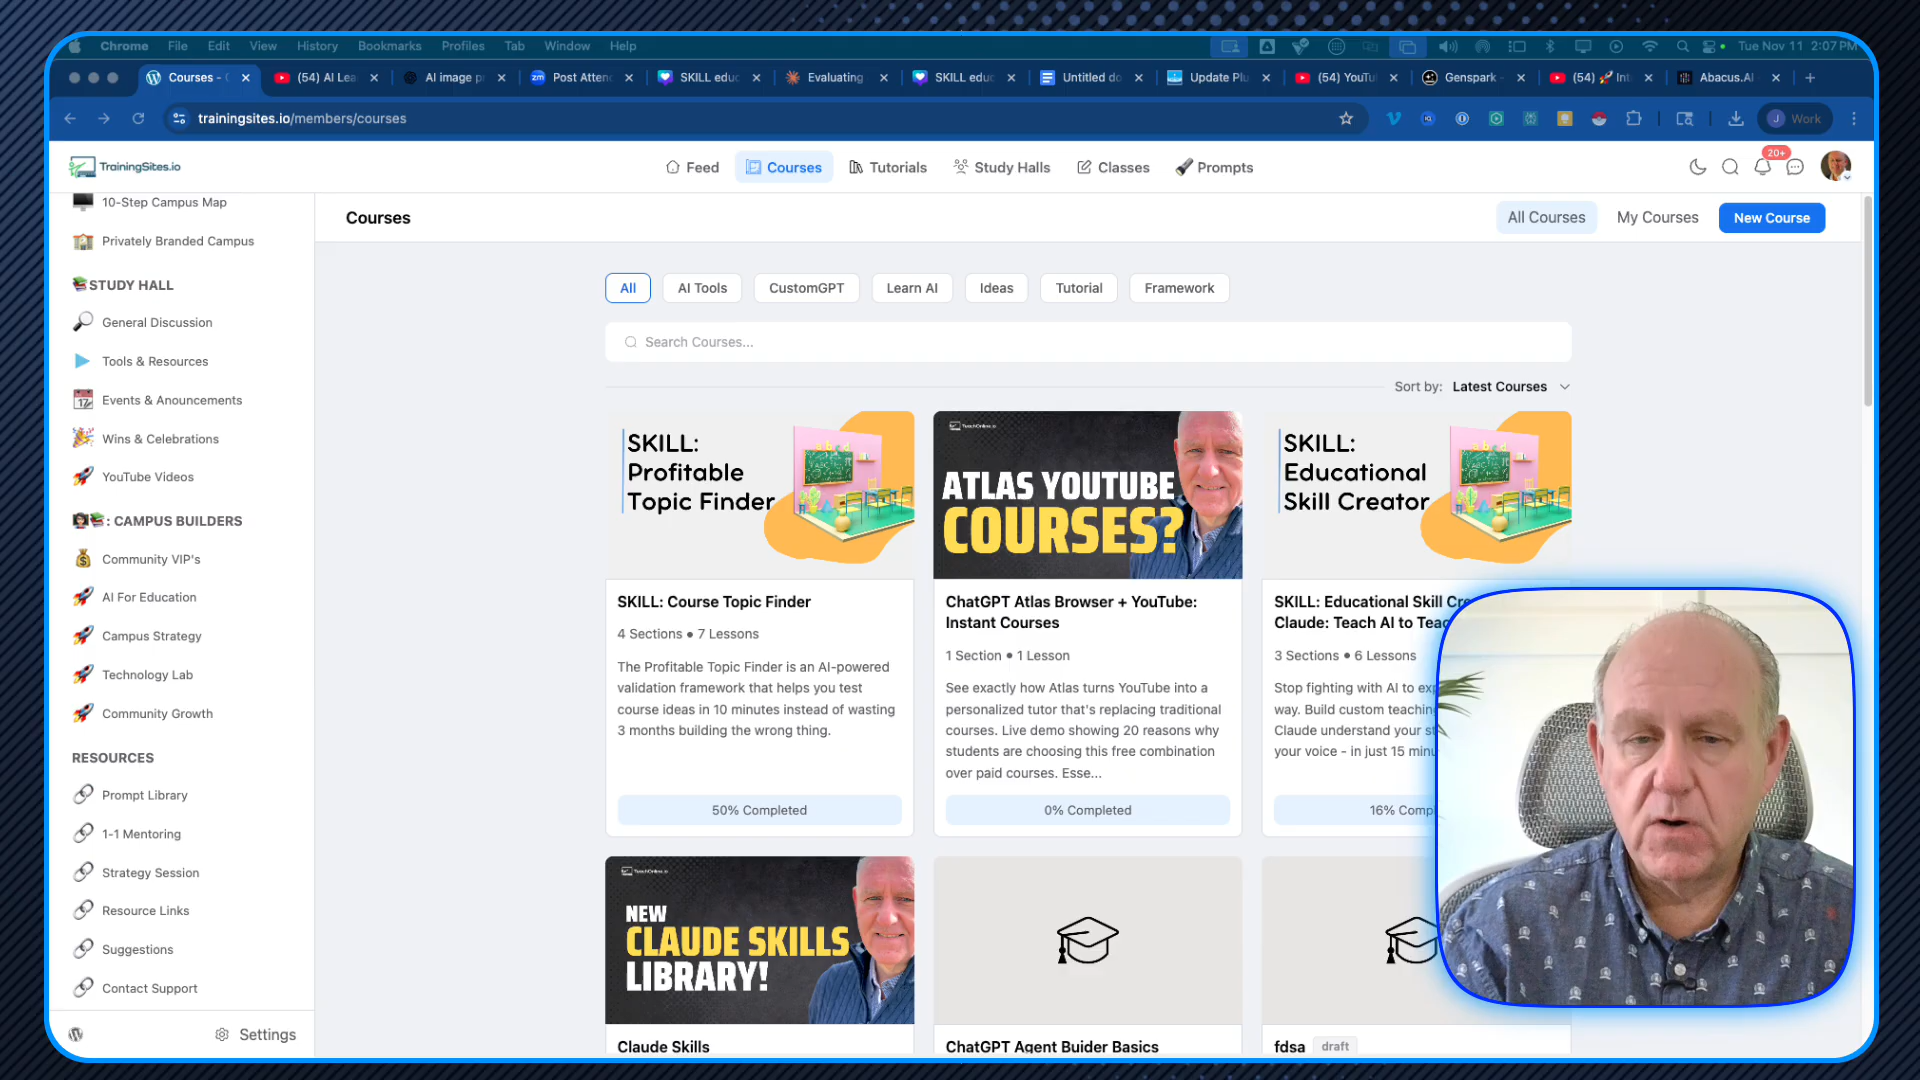 Chrome File Edit View History Bookmarks Profiles Tab Window Help
Tue Nov 11 2:07 PM
Courses - (54) AI Lea AI image p Post Atten SKILL edu Evaluating SKILL edu Untitled do Update Plu (54) YouTu Genspark - (54) Abacus.AI
trainingsites.io/members/courses
Work
TrainingSites.io
Feed
Courses
Tutorials
Study Halls
Classes
Prompts
20+
10-Step Campus Map
Privately Branded Campus
STUDY HALL
General Discussion
Tools & Resources
Events & Anouncements
Wins & Celebrations
YouTube Videos
: CAMPUS BUILDERS
Community VIP's
AI For Education
Campus Strategy
Technology Lab
Community Growth
RESOURCES
Prompt Library
1-1 Mentoring
Strategy Session
Resource Links
Suggestions
Contact Support
Settings
Courses
All Courses
My Courses
New Course
All
AI Tools
CustomGPT
Learn AI
Ideas
Tutorial
Framework
Search Courses...
Sort by: Latest Courses
SKILL:
Profitable
Topic Finder
SKILL: Course Topic Finder
4 Sections • 7 Lessons
The Profitable Topic Finder is an AI-powered
validation framework that helps you test
course ideas in 10 minutes instead of wasting
3 months building the wrong thing.
50% Completed
TeachOnline.io
ATLAS YOUTUBE
COURSES?
ChatGPT Atlas Browser + YouTube:
Instant Courses
1 Section • 1 Lesson
See exactly how Atlas turns YouTube into a
personalized tutor that's replacing traditional
courses. Live demo showing 20 reasons why
students are choosing this free combination
over paid courses. Esse...
0% Completed
SKILL:
Educational
Skill Creator
SKILL: Educational Skill Cre
Claude: Teach AI to Teac
3 Sections • 6 Lessons
Stop fighting with AI to exp
way. Build custom teaching
Claude understand your st
your voice - in just 15 minu
16% Comp
TeachOnline.io
NEW
CLAUDE SKILLS
LIBRARY!
Claude Skills
ChatGPT Agent Buider Basics
fdsa draft